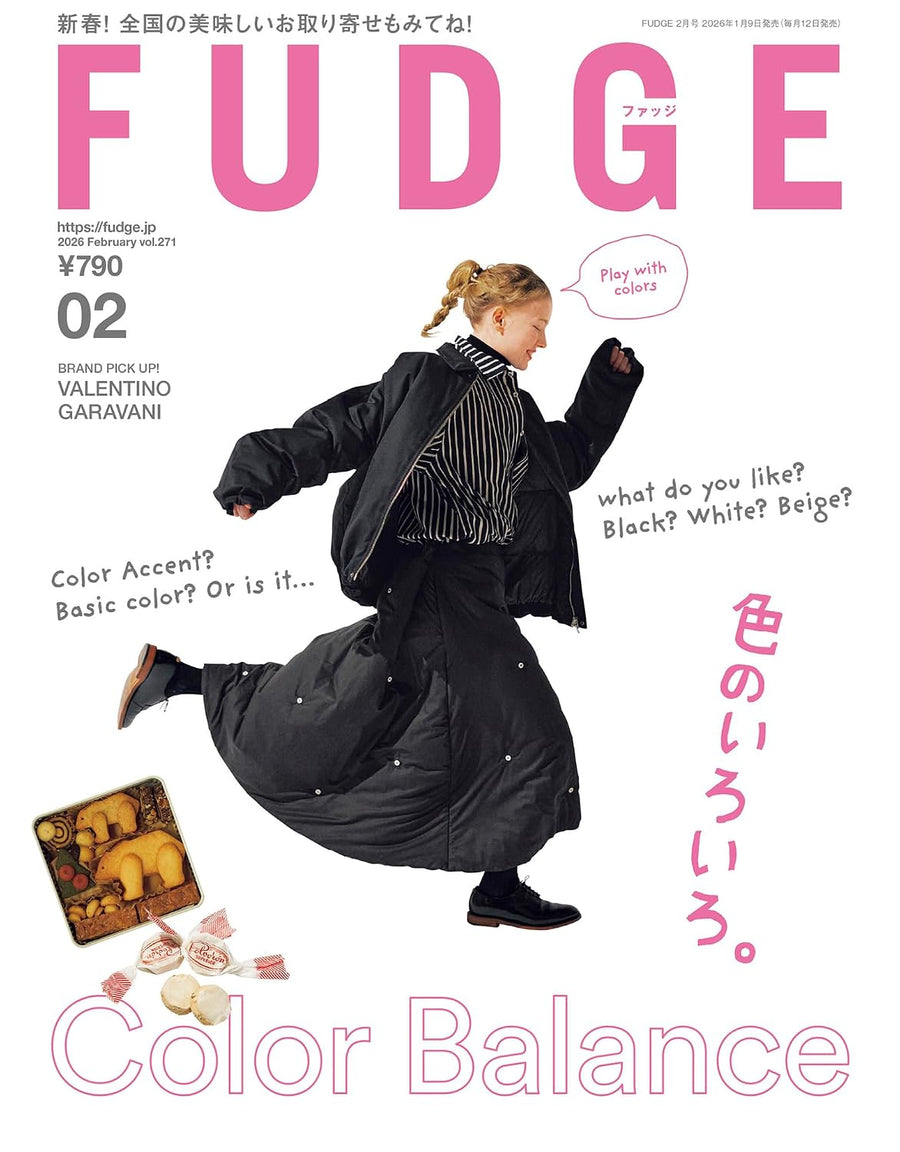 新春! 全国の美味しいお取り寄せもみてね!
FUDGE 2月号 2026年1月9日発売(毎月12日発売)
FUDGE
ファッジ
https://fudge.jp
2026 February vol.271
¥790
02
BRAND PICK UP!
VALENTINO
GARAVANI
Play with
colors
what do you like?
Black? White? Beige?
Color Accent?
Basic color? Or is it...
色のいろいろ。
Color Balance